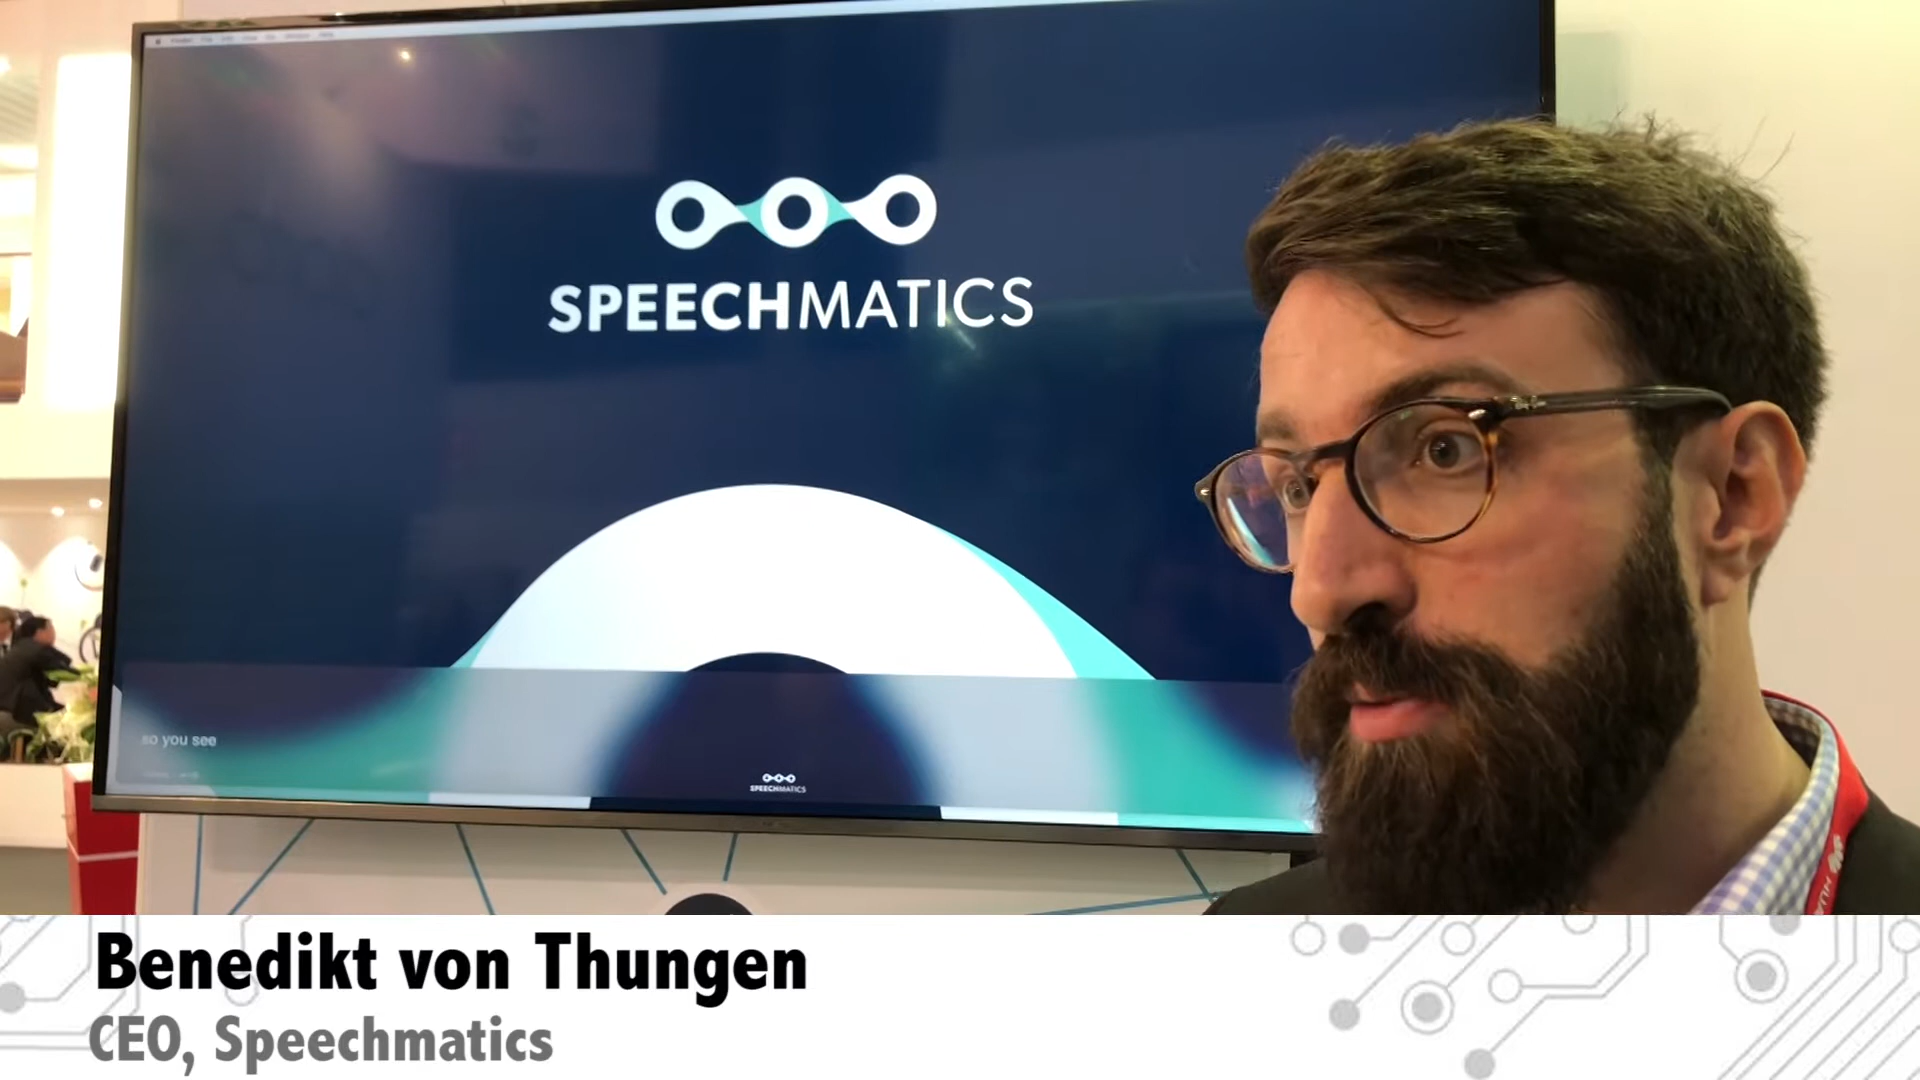 SPEECHMATICS
so you see
SPEECHMATICS
Benedikt von Thungen
CEO, Speechmatics